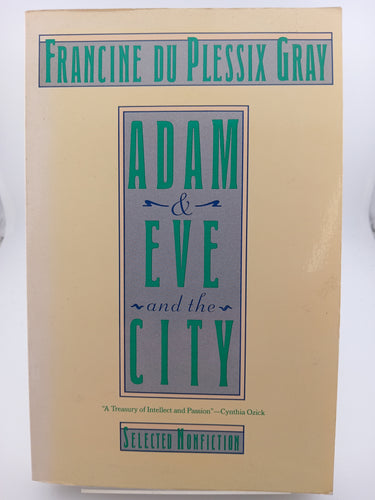 FRANCINE DU PLESSIX GRAY
ADAM
&
EVE
and the
CITY
"A Treasury of Intellect and Passion"—Cynthia Ozick
SELECTED NONFICTION